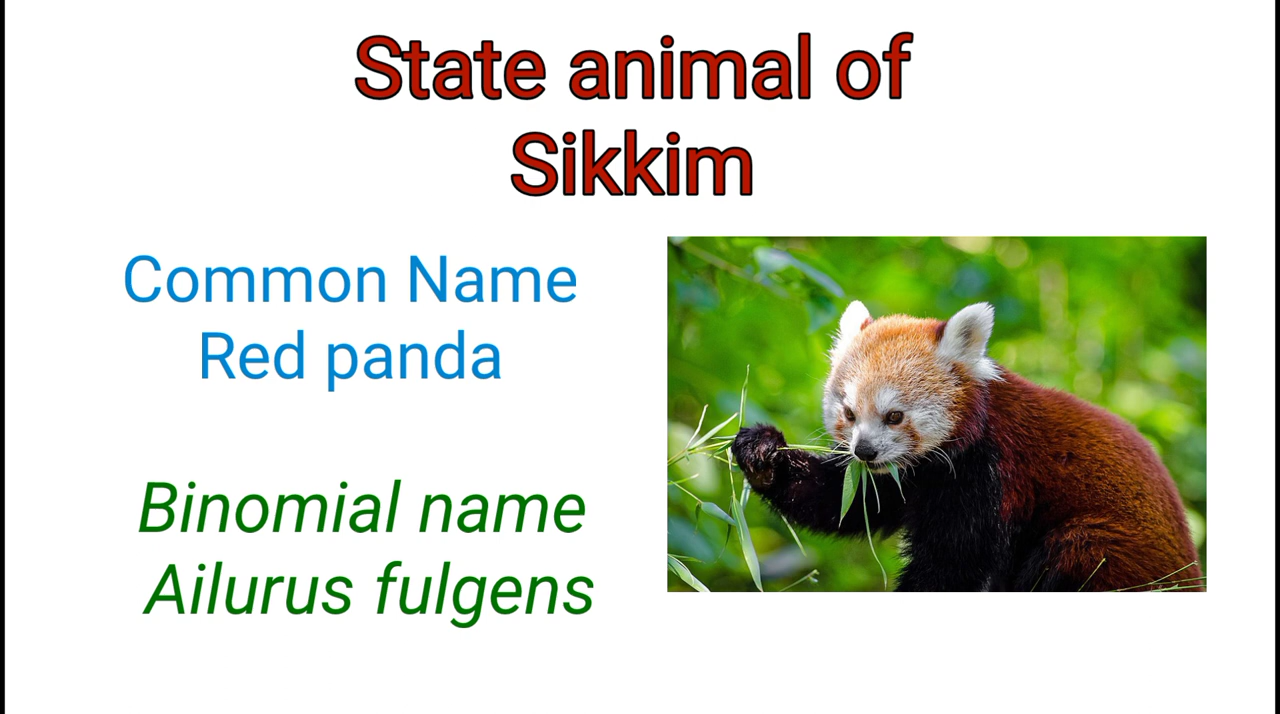 State animal of
Sikkim
Common Name
Red panda
Binomial name
Ailurus fulgens